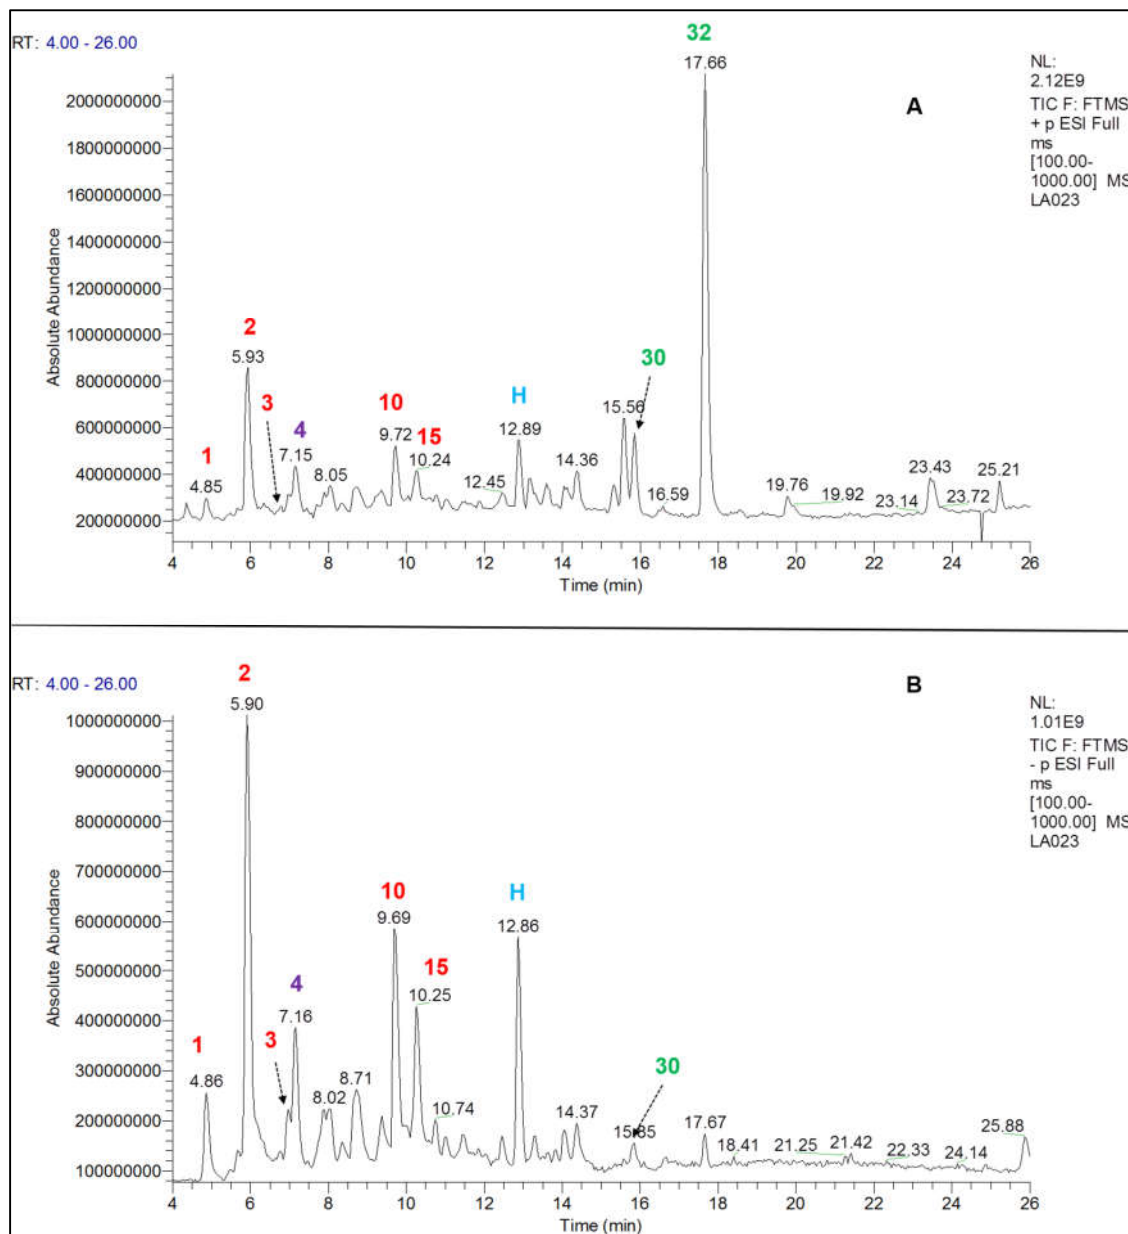 32
RT: 4.00 - 26.00
17.66
NL:
2.12E9
TIC F: FTMS
+ p ESI Full
ms
[100.00-
1000.00] MS
LA023
A
2000000000
1800000000
1600000000
1400000000
1200000000
1000000000
800000000
600000000
400000000
200000000
Absolute Abundance
2
5.93
3
1
4.85
4
7.15
8.05
10
9.72
15
10.24
12.45
H
12.89
14.36
15.56
30
16.59
19.76
19.92
23.14
23.43
23.72
25.21
4 6 8 10 12 14 16 18 20 22 24 26
Time (min)
2
RT: 4.00 - 26.00
5.90
B
NL:
1.01E9
TIC F: FTMS
- p ESI Full
ms
[100.00-
1000.00] MS
LA023
1000000000
900000000
800000000
700000000
600000000
500000000
400000000
300000000
200000000
100000000
Absolute Abundance
1
4.86
3
4
7.16
8.02
8.71
10
9.69
15
10.25
10.74
H
12.86
14.37
30
15.85
17.67
18.41
21.25
21.42
22.33
24.14
25.88
4 6 8 10 12 14 16 18 20 22 24 26
Time (min)